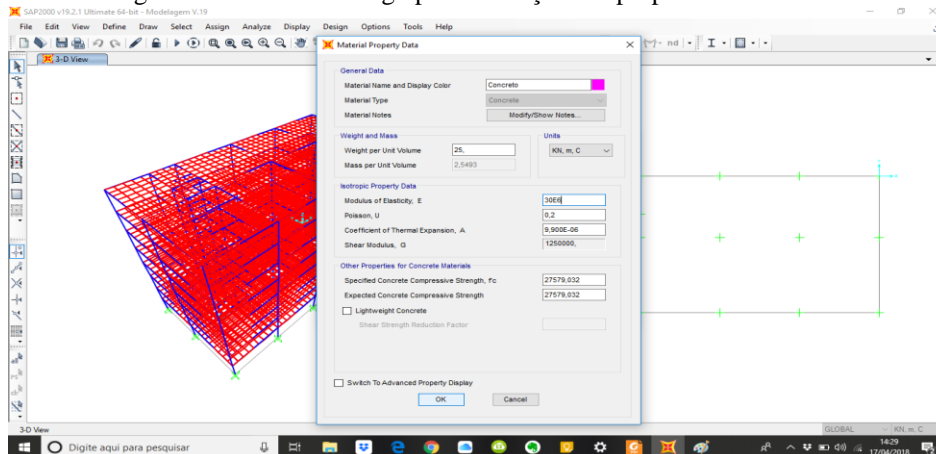 SAP2000 v19.2.1 Ultimate 64-bit - Modelagem V.19
File Edit View Define Draw Select Assign Analyze Display Design Options Tools Help
nd
3-D View
Material Property Data
General Data
Material Name and Display Color Concreto
Material Type Concrete
Material Notes Modify/Show Notes...
Weight and Mass
Units
Weight per Unit Volume 25,
KN, m, C
Mass per Unit Volume 2,5493
Isotropic Property Data
Modulus of Elasticity, E 30E6
Poisson, U 0,2
Coefficient of Thermal Expansion, A 9,900E-06
Shear Modulus, G 1250000,
Other Properties for Concrete Materials
Specified Concrete Compressive Strength, f'c 27579,032
Expected Concrete Compressive Strength 27579,032
Lightweight Concrete
Shear Strength Reduction Factor
Switch To Advanced Property Display
OK Cancel
3-D View
GLOBAL KN, m, C
Digite aqui para pesquisar
14:29
17/04/2018